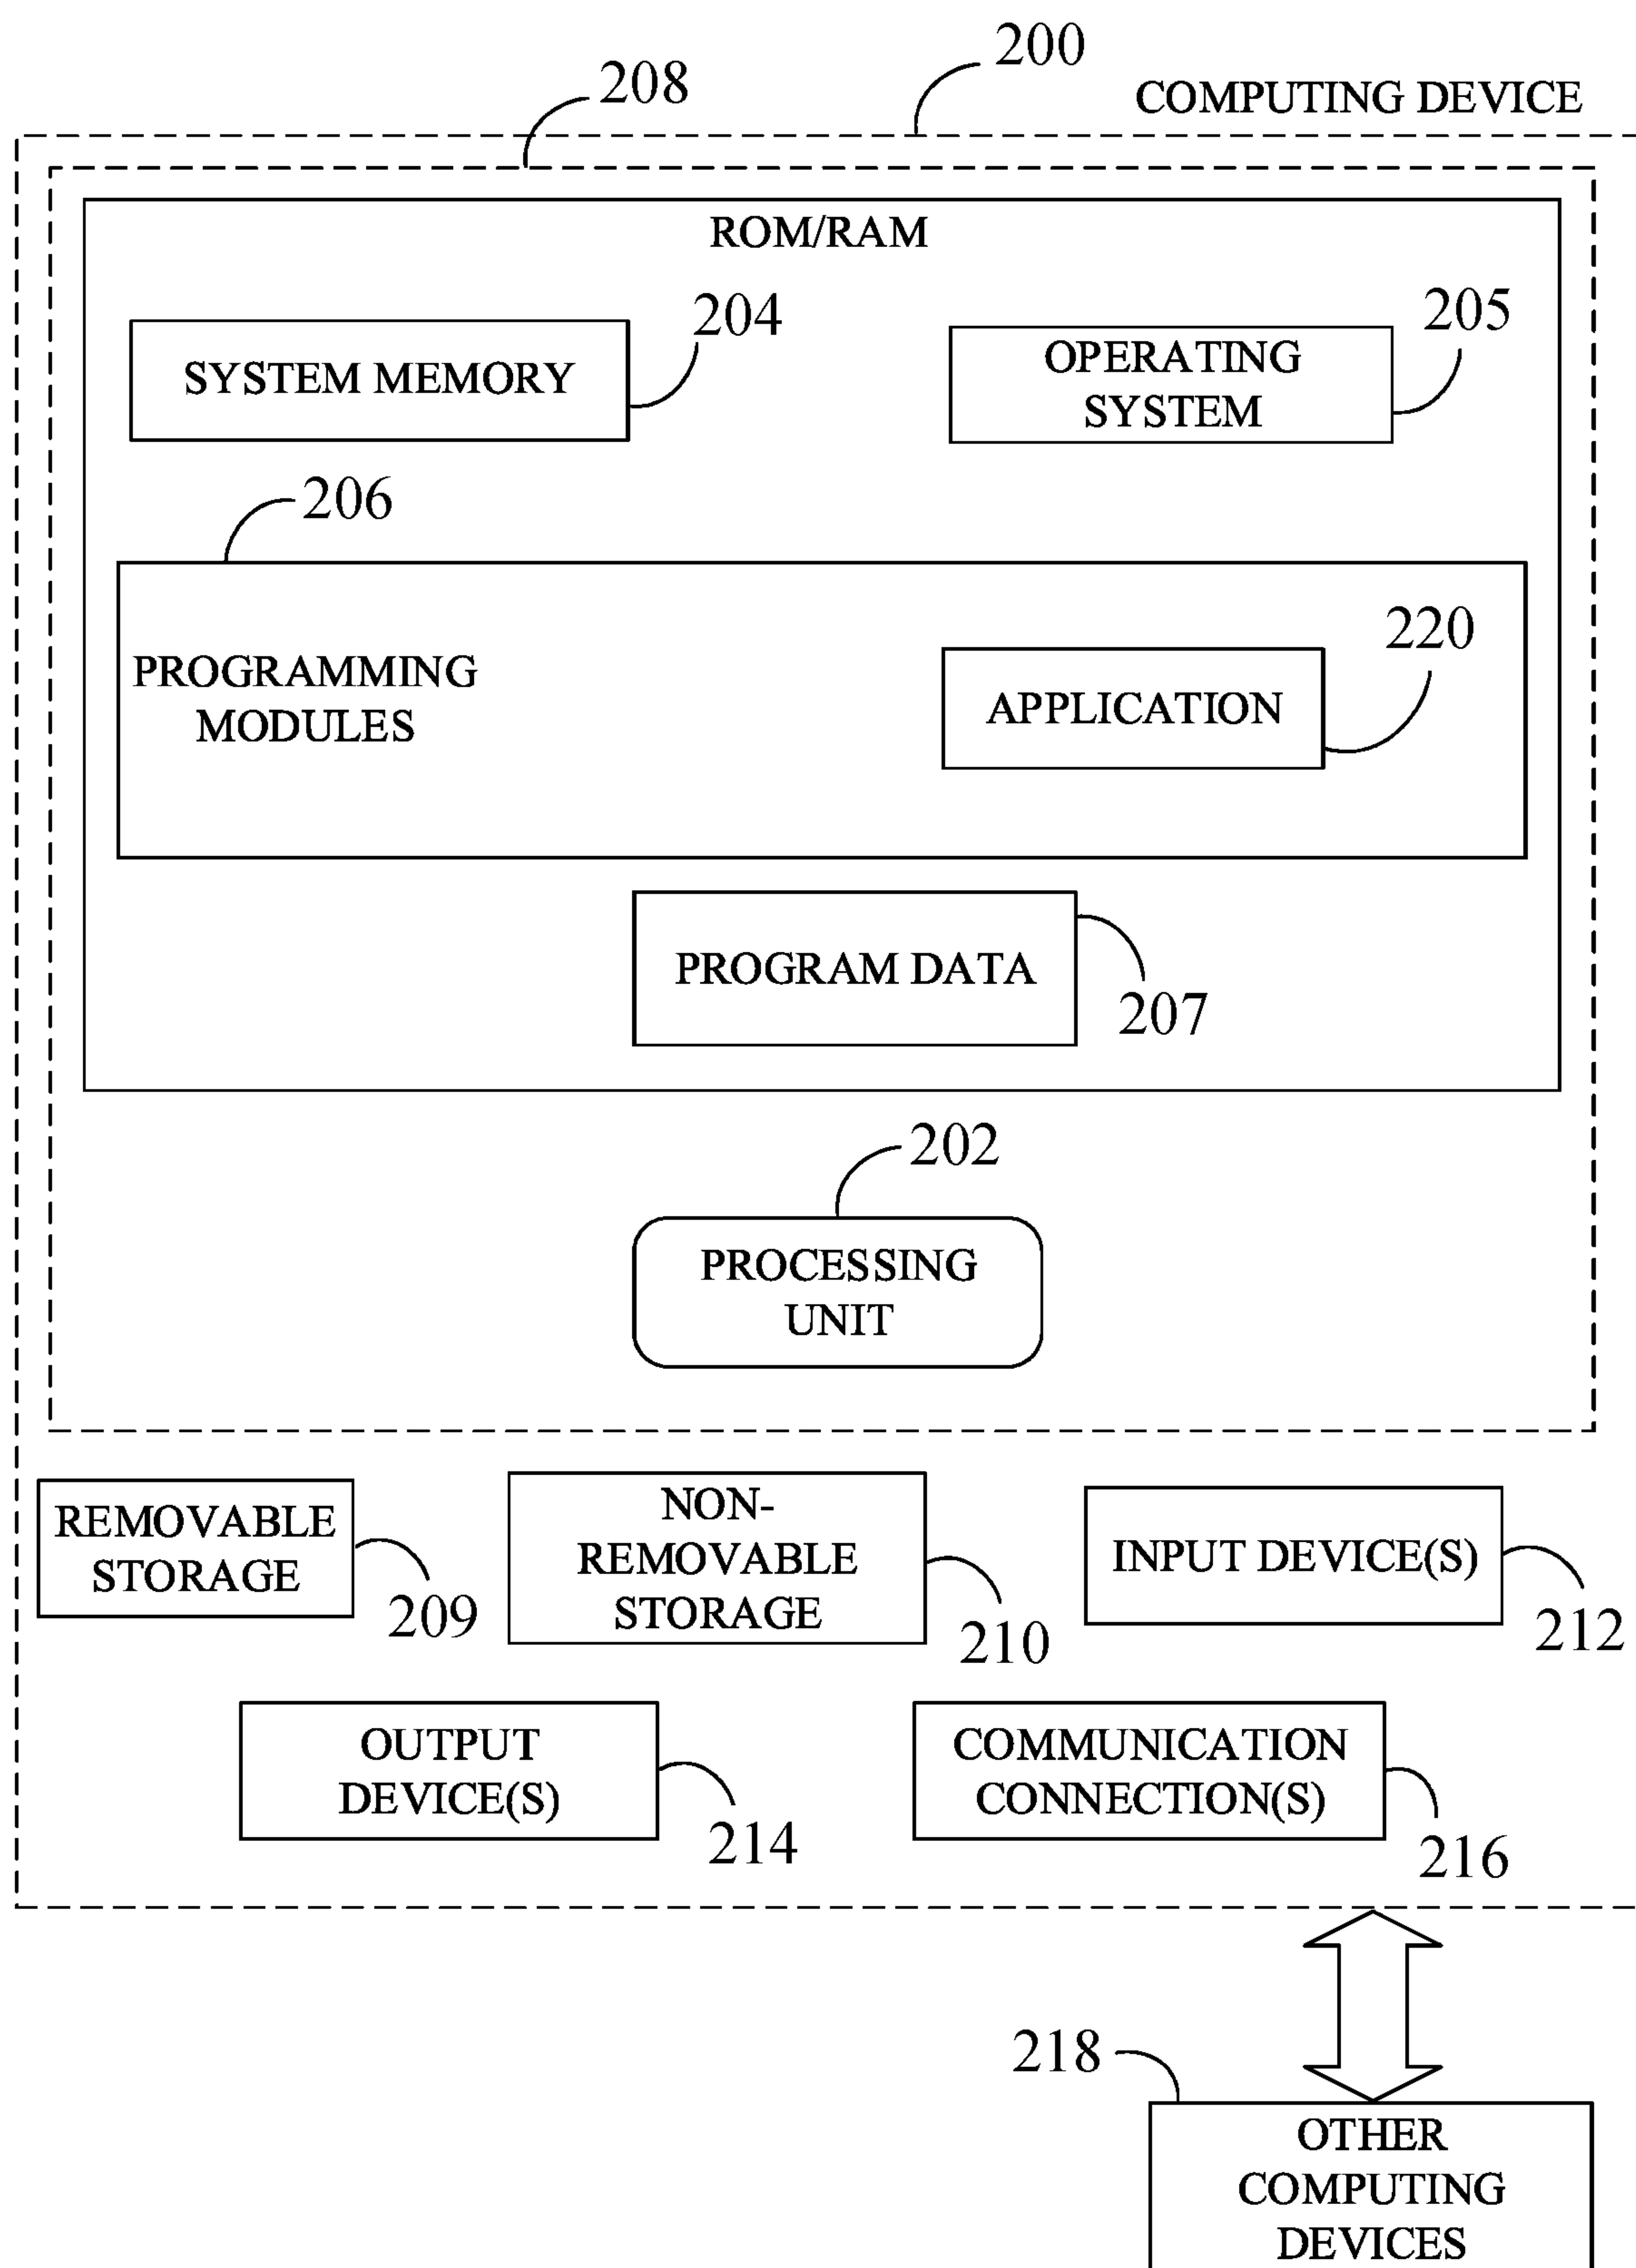 200
208
COMPUTING DEVICE
ROM/RAM
204
205
SYSTEM MEMORY
OPERATING
SYSTEM
206
220
PROGRAMMING
MODULES
APPLICATION
PROGRAM DATA
207
202
PROCESSING
UNIT
REMOVABLE
STORAGE
209
NON-
REMOVABLE
STORAGE
210
INPUT DEVICE(S)
212
OUTPUT
DEVICE(S)
214
COMMUNICATION
CONNECTION(S)
216
218
OTHER
COMPUTING
DEVICES